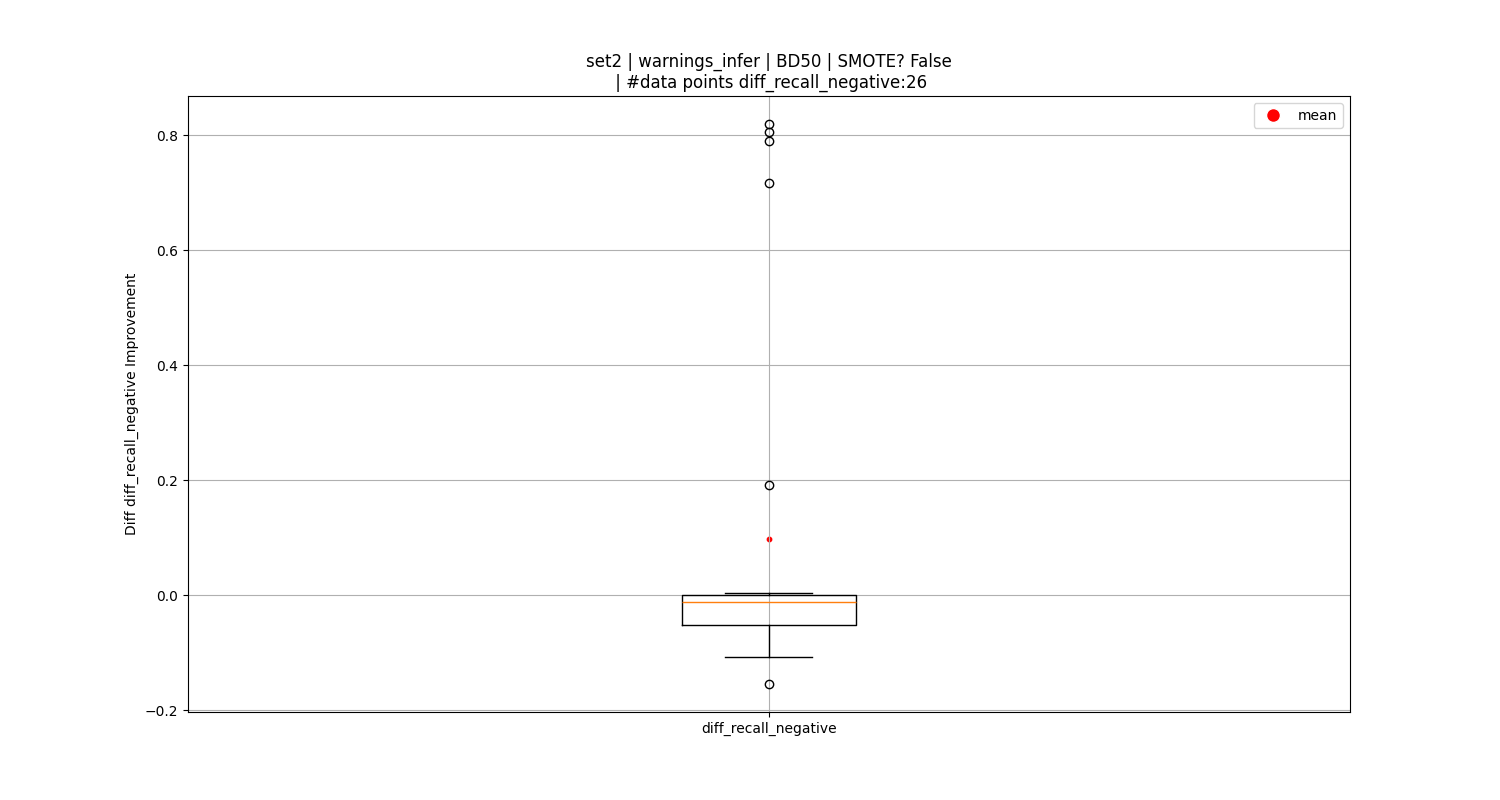 set2 | warnings_infer | BD50 | SMOTE? False
| #data points diff_recall_negative:26
mean
Diff diff_recall_negative Improvement
0.8
0.6
0.4
0.2
0.0
−0.2
diff_recall_negative